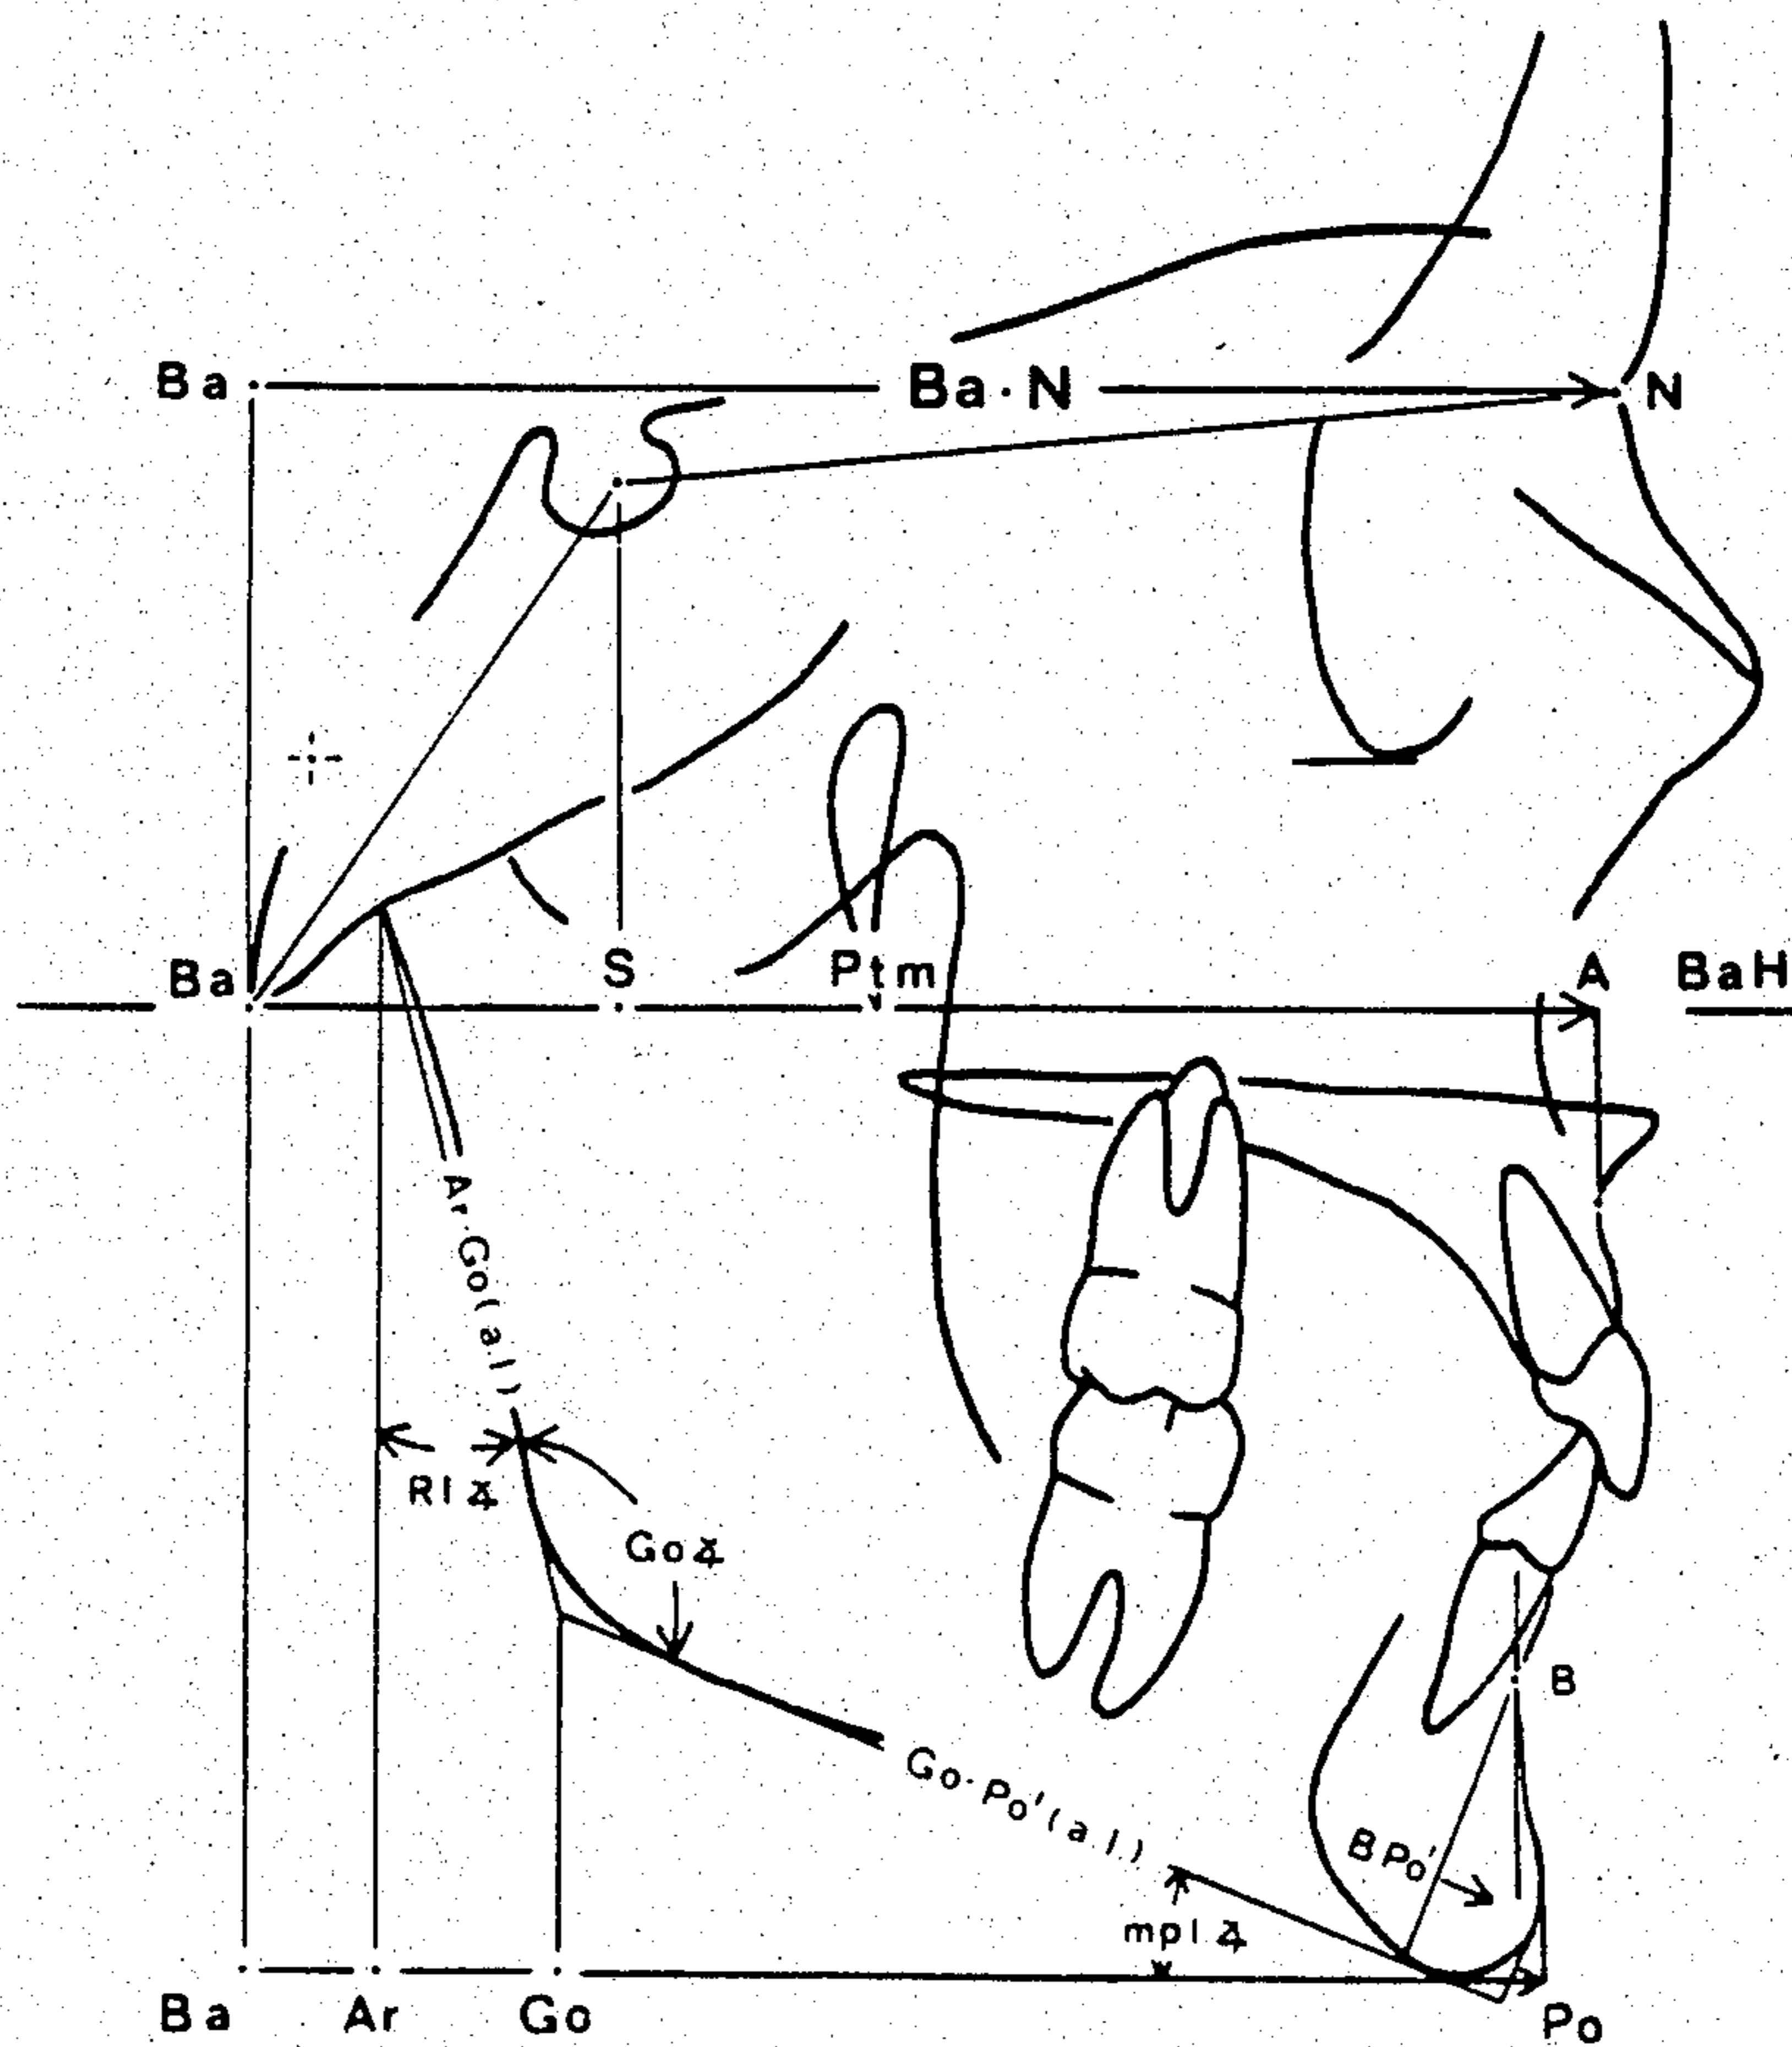 Ba Ba·N N
Ba S Ptm A BaH
Ar·Go(a.l)
Rl∡
Go∡
B
Go·Po'(a.l.)
BPo'
mpl∡
Ba Ar Go Po